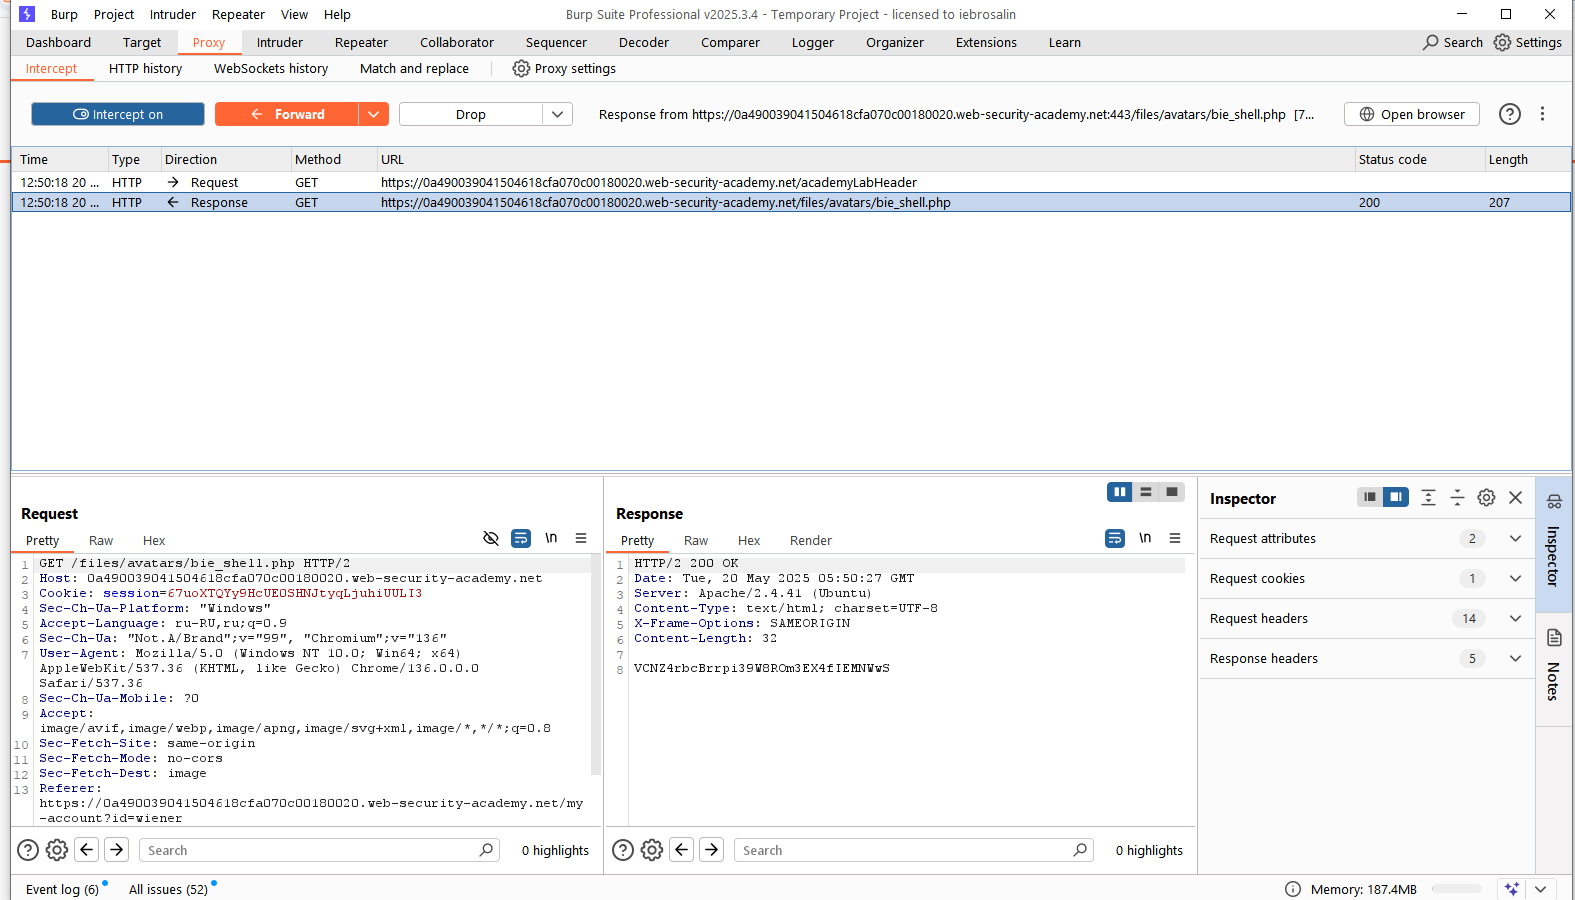 Burp Project Intruder Repeater View Help Burp Suite Professional v2025.3.4 - Temporary Project - licensed to iebrosalin
Dashboard Target Proxy Intruder Repeater Collaborator Sequencer Decoder Comparer Logger Organizer Extensions Learn Search Settings
Intercept HTTP history WebSockets history Match and replace Proxy settings
Intercept on Forward Drop Response from https://0a490039041504618cfa070c00180020.web-security-academy.net:443/files/avatars/bie_shell.php [7... Open browser
Time Type Direction Method URL Status code Length
12:50:18 20 ... HTTP → Request GET https://0a490039041504618cfa070c00180020.web-security-academy.net/academyLabHeader
12:50:18 20 ... HTTP ← Response GET https://0a490039041504618cfa070c00180020.web-security-academy.net/files/avatars/bie_shell.php 200 207
Request
Pretty Raw Hex \n
1 GET /files/avatars/bie_shell.php HTTP/2
2 Host: 0a490039041504618cfa070c00180020.web-security-academy.net
3 Cookie: session=67uoXTQYy9HcUE0SHNJtyqLjuhiUULI3
4 Sec-Ch-Ua-Platform: "Windows"
5 Accept-Language: ru-RU,ru;q=0.9
6 Sec-Ch-Ua: "Not.A/Brand";v="99", "Chromium";v="136"
7 User-Agent: Mozilla/5.0 (Windows NT 10.0; Win64; x64)
AppleWebKit/537.36 (KHTML, like Gecko) Chrome/136.0.0.0
Safari/537.36
8 Sec-Ch-Ua-Mobile: ?0
9 Accept:
image/avif,image/webp,image/apng,image/svg+xml,image/*,*/*;q=0.8
10 Sec-Fetch-Site: same-origin
11 Sec-Fetch-Mode: no-cors
12 Sec-Fetch-Dest: image
13 Referer:
https://0a490039041504618cfa070c00180020.web-security-academy.net/my
-account?id=wiener
Search 0 highlights
Response
Pretty Raw Hex Render \n
1 HTTP/2 200 OK
2 Date: Tue, 20 May 2025 05:50:27 GMT
3 Server: Apache/2.4.41 (Ubuntu)
4 Content-Type: text/html; charset=UTF-8
5 X-Frame-Options: SAMEORIGIN
6 Content-Length: 32
7
8 VCNZ4rbcBrrpi39W8ROm3EX4fIEMNWwS
Search 0 highlights
Inspector
Request attributes 2
Request cookies 1
Request headers 14
Response headers 5
Inspector
Notes
Event log (6) All issues (52) Memory: 187.4MB